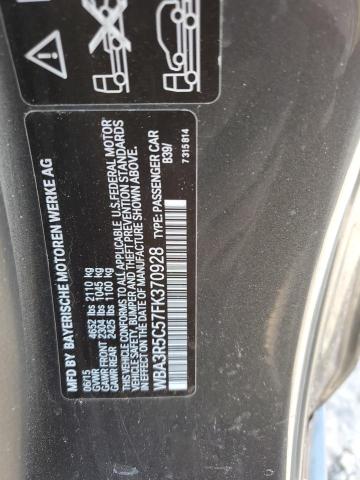 MFD BY BAYERISCHE MOTOREN WERKE AG
06/15
GVWR 4652 lbs 2110 kg
GAWR FRONT 2304 lbs 1045 kg
GAWR REAR 2425 lbs 1100 kg
THIS VEHICLE CONFORMS TO ALL APPLICABLE U.S. FEDERAL MOTOR
VEHICLE SAFETY, BUMPER, AND THEFT PREVENTION STANDARDS
IN EFFECT ON THE DATE OF MANUFACTURE SHOWN ABOVE.
WBA3R5C57FK370928 TYPE: PASSENGER CAR
B39/
7 315 814